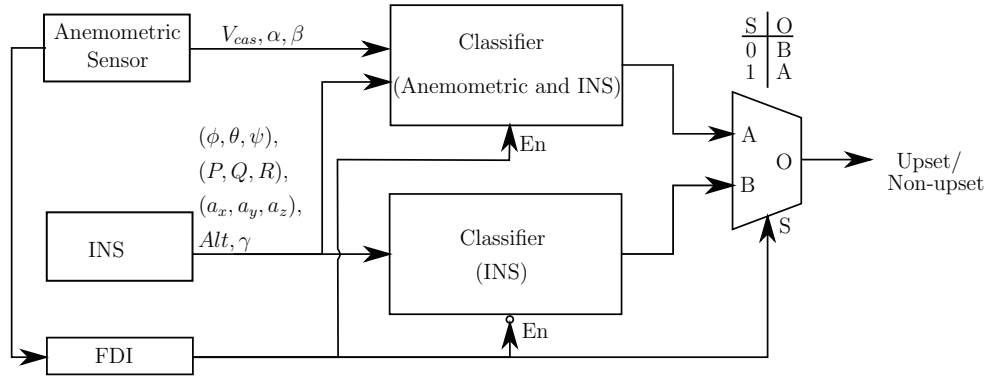 Anemometric
Sensor
V_cas, α, β
Classifier
(Anemometric and INS)
En
S O
0 B
1 A
A
B
O
S
Upset/
Non-upset
(ϕ, θ, ψ),
(P, Q, R),
(a_x, a_y, a_z),
Alt, γ
INS
Classifier
(INS)
En
FDI